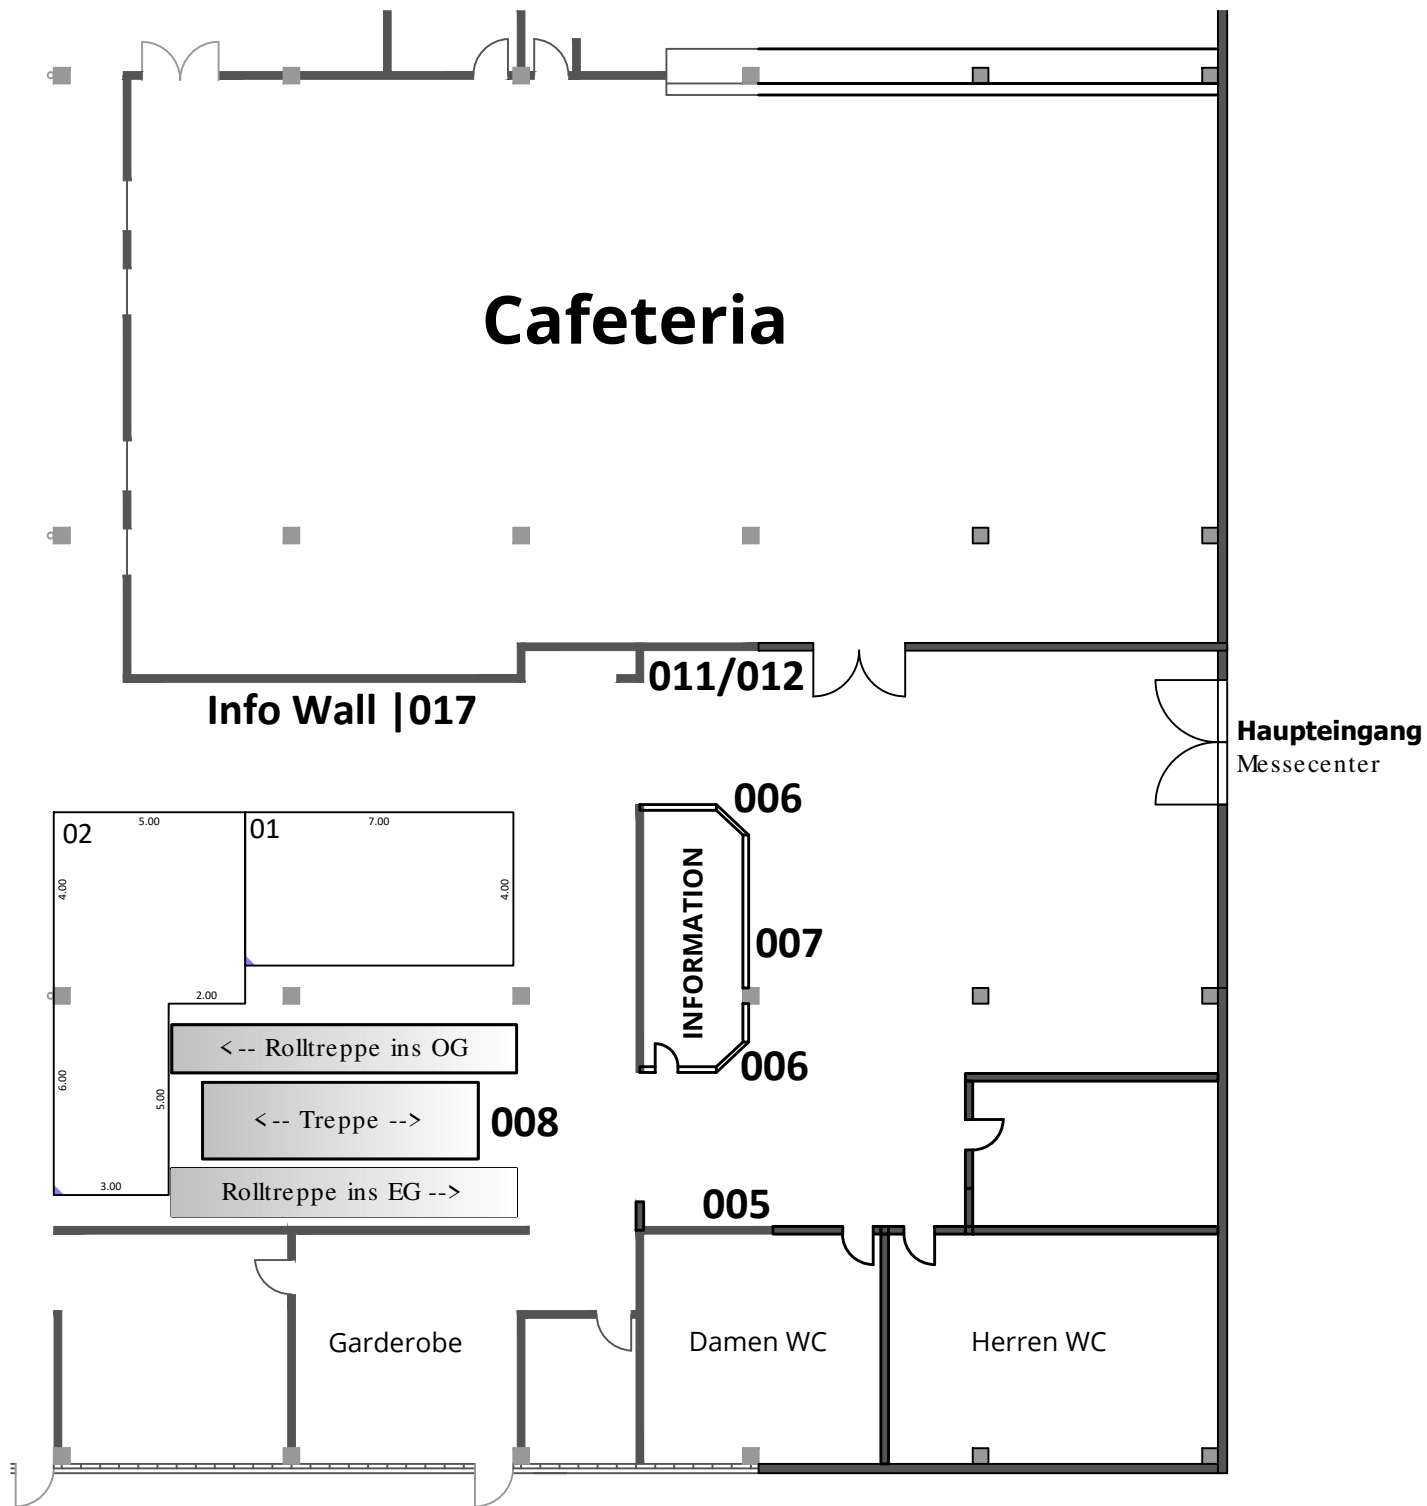 Cafeteria
011/012
Info Wall |017
Haupteingang
Messecenter
006
02
5.00
01
7.00
4.00
4.00
INFORMATION
007
2.00
<-- Rolltreppe ins OG
006
6.00
5.00
<-- Treppe -->
008
3.00
Rolltreppe ins EG -->
005
Garderobe
Damen WC
Herren WC